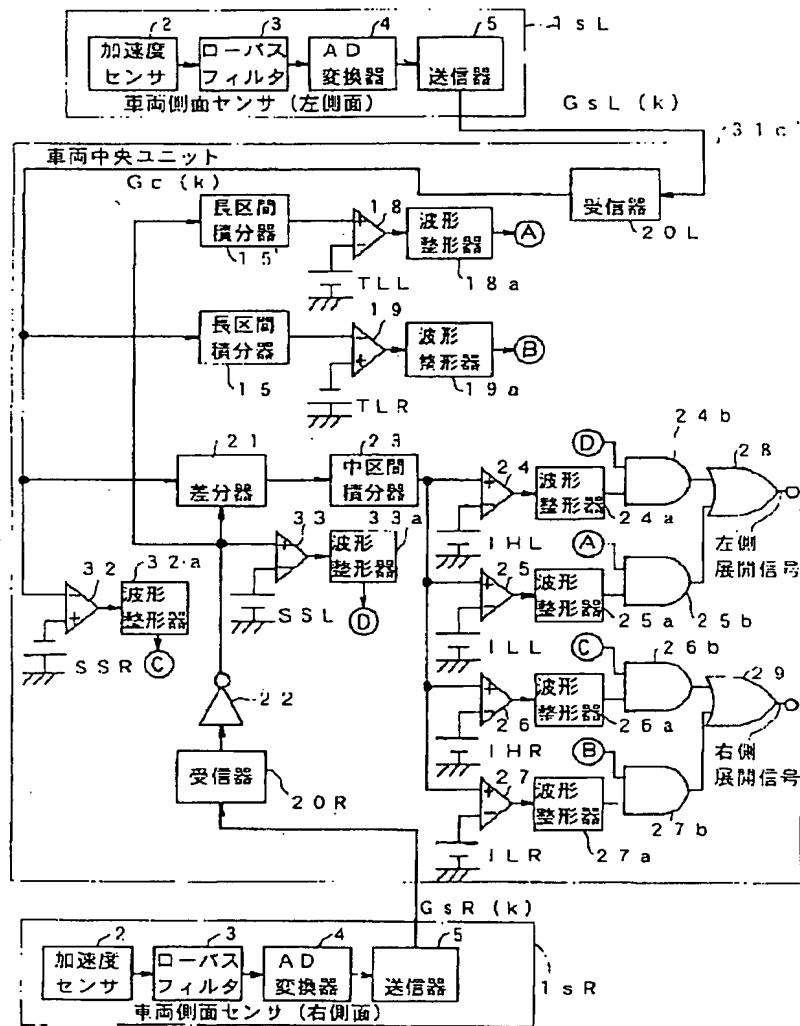 1sL
2
3
4
5
加速度
センサ
ローパス
フィルタ
AD
変換器
送信器
車両側面センサ(左側面)
GsL(k)
31c
車両中央ユニット
Gc(k)
受信器
20L
長区間
積分器
15'
18
波形
整形器
18a
A
TLL
長区間
積分器
15
19
波形
整形器
19a
B
TLR
21
差分器
23
中区間
積分器
24
波形
整形器
24a
D
24b
28
IHL
左側
展開信号
33
波形
整形器
33a
SSL
D
32
波形
整形器
32a
SSR
C
25
波形
整形器
25a
A
25b
ILL
22
26
波形
整形器
26a
C
26b
29
IHR
右側
展開信号
受信器
20R
27
波形
整形器
27a
B
27b
ILR
GsR(k)
2
3
4
5
加速度
センサ
ローパス
フィルタ
AD
変換器
送信器
車両側面センサ(右側面)
1sR